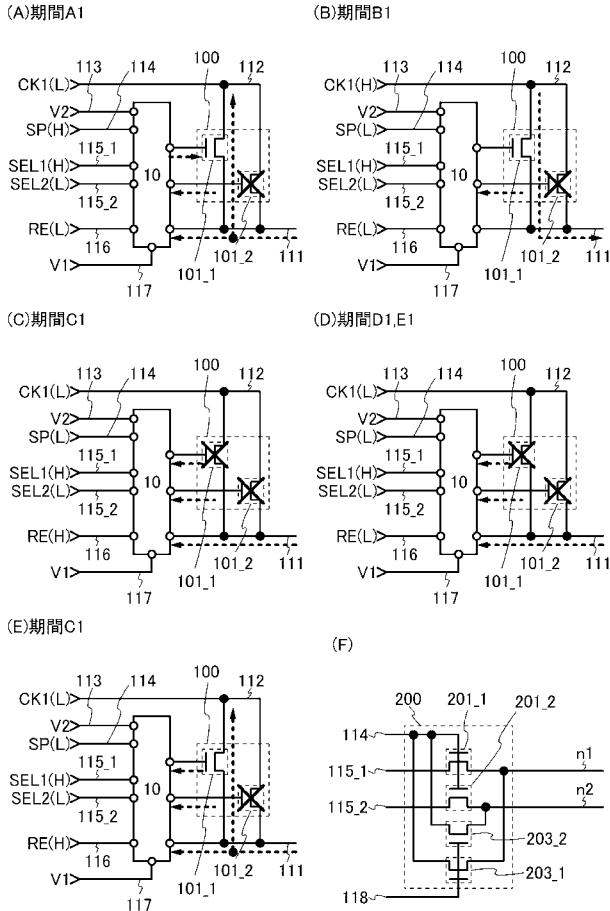 (A)期間A1
113 114 100 112
CK1(L)
V2
SP(H)
115_1
SEL1(H)
10
SEL2(L)
115_2
RE(L)
116 101_2 111
V1
117 101_1
(B)期間B1
113 114 100 112
CK1(H)
V2
SP(L)
115_1
SEL1(H)
10
SEL2(L)
115_2
RE(L)
116 101_2 111
V1
117 101_1
(C)期間C1
113 114 100 112
CK1(L)
V2
SP(L)
115_1
SEL1(H)
10
SEL2(L)
115_2
RE(H)
116 101_2 111
V1
117 101_1
(D)期間D1,E1
113 114 100 112
CK1(L)
V2
SP(L)
115_1
SEL1(H)
10
SEL2(L)
115_2
RE(L)
116 101_2 111
V1
117 101_1
(E)期間C1
113 114 100 112
CK1(L)
V2
SP(L)
115_1
SEL1(H)
10
SEL2(L)
115_2
RE(H)
116 101_2 111
V1
117 101_1
(F)
201_1
200 201_2
114
115_1 n1
115_2 n2
203_2
203_1
118